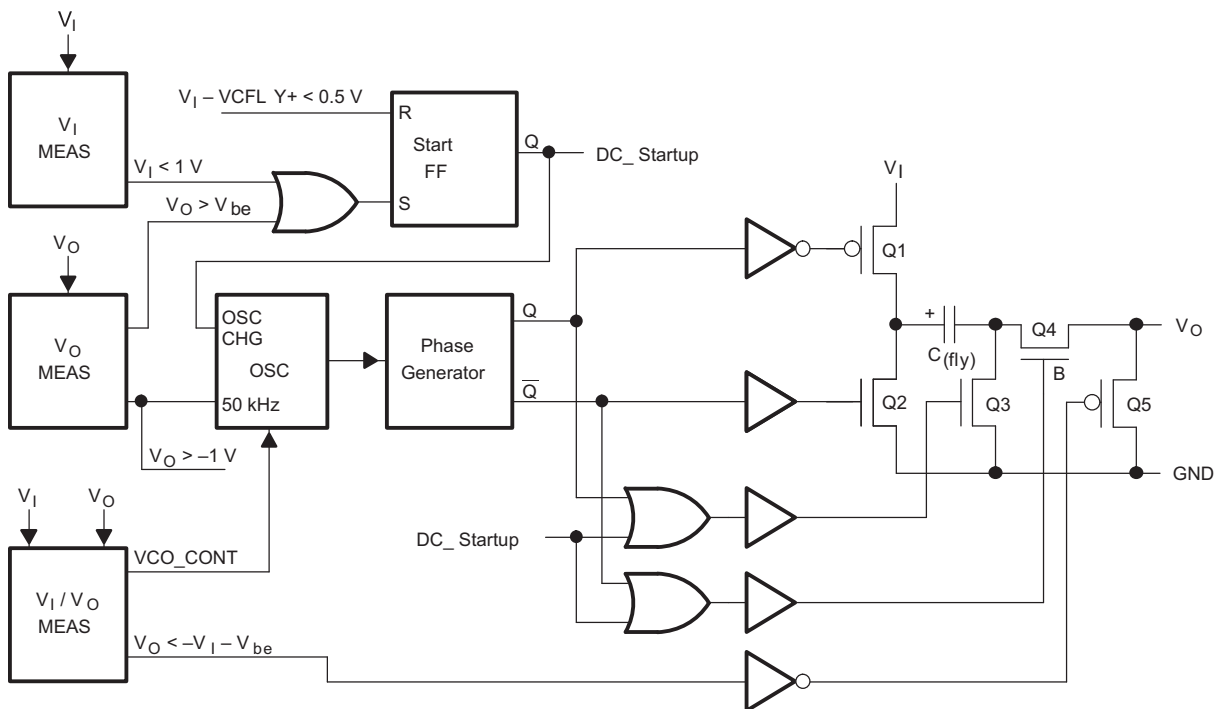 V_I
V_I
MEAS
V_I – VCFL Y+ < 0.5 V
R
Start
FF
Q
S
DC_ Startup
V_I < 1 V
V_O > V_be
V_O
V_O
MEAS
OSC
CHG
OSC
50 kHz
V_O > –1 V
Phase
Generator
Q
Q̅
V_I
Q1
+
C_(fly)
Q4
B
V_O
Q2
Q3
Q5
GND
V_I
V_O
V_I / V_O
MEAS
VCO_CONT
V_O < –V_I – V_be
DC_ Startup